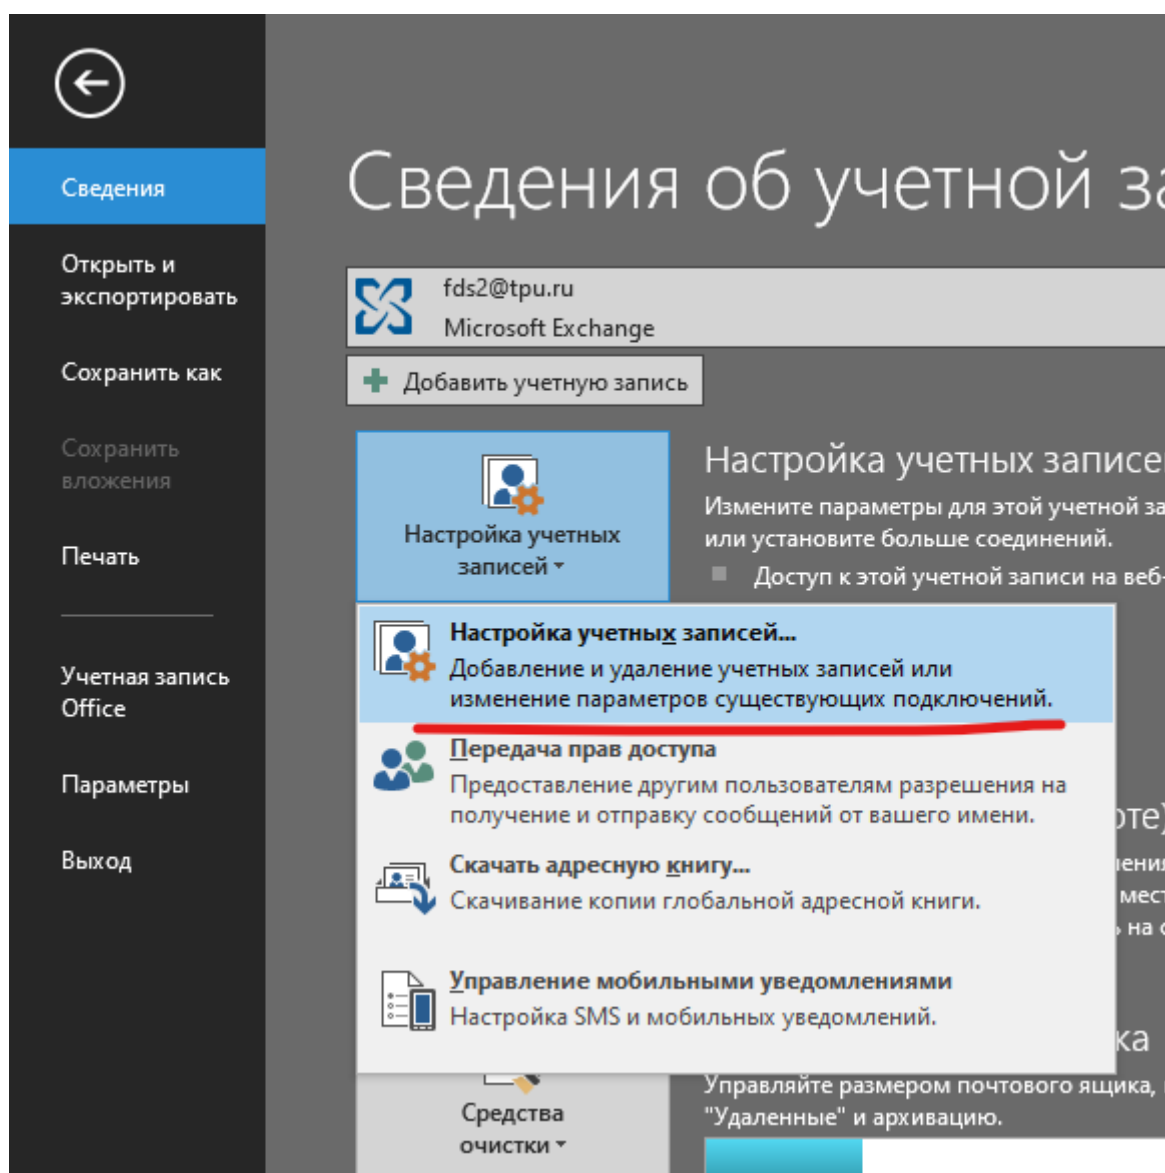 Сведения
Открыть и
экспортировать
Сохранить как
Сохранить
вложения
Печать
Учетная запись
Office
Параметры
Выход
Сведения об учетной
fds2@tpu.ru
Microsoft Exchange
Добавить учетную запись
Настройка учетных
записей
Настройка учетных
Измените параметры для этой учетной
или установите больше соединений.
Доступ к этой учетной записи на веб-
Настройка учетных записей...
Добавление и удаление учетных записей или
изменение параметров существующих подключений.
Передача прав доступа
Предоставление другим пользователям разрешения на
получение и отправку сообщений от вашего имени.
Скачать адресную книгу...
Скачивание копии глобальной адресной книги.
Управление мобильными уведомлениями
Настройка SMS и мобильных уведомлений.
на
Управляйте размером почтового ящика,
"Удаленные" и архивацию.
Средства
очистки